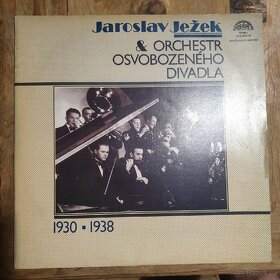 Jaroslav Ježek
& ORCHESTR
OSVOBOZENÉHO
DIVADLA
1930 • 1938